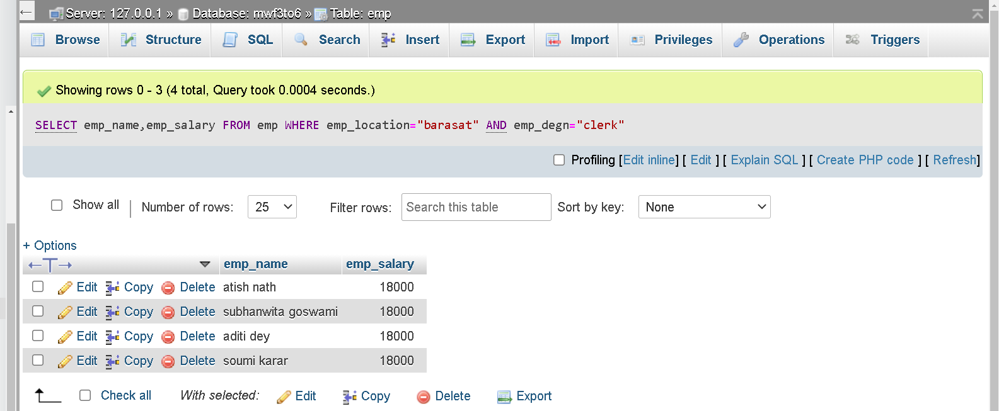 Server: 127.0.0.1 » Database: mwf3to6 » Table: emp
Browse Structure SQL Search Insert Export Import Privileges Operations Triggers
Showing rows 0 - 3 (4 total, Query took 0.0004 seconds.)
SELECT emp_name,emp_salary FROM emp WHERE emp_location="barasat" AND emp_degn="clerk"
Profiling [Edit inline] [ Edit ] [ Explain SQL ] [ Create PHP code ] [ Refresh]
Show all | Number of rows: 25 Filter rows: Search this table Sort by key: None
+ Options
←T→ emp_name emp_salary
Edit Copy Delete atish nath 18000
Edit Copy Delete subhanwita goswami 18000
Edit Copy Delete aditi dey 18000
Edit Copy Delete soumi karar 18000
Check all With selected: Edit Copy Delete Export